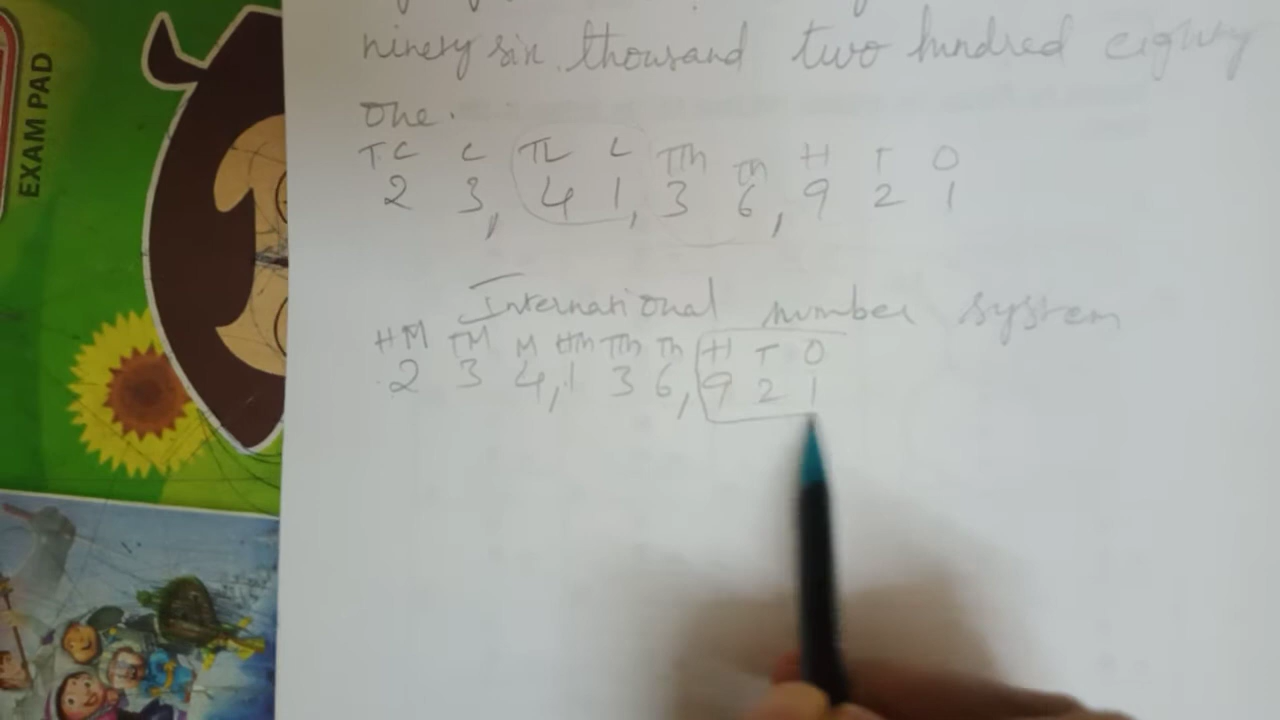 EXAM PAD
ninety six thousand two hundred eighty
one.
TC C TL L TTh Th H T O
2 3, 4 1, 3 6, 9 2 1
International number system
HM TM M HTh TTh Th H T O
2 3 4, 1 3 6, 9 2 1